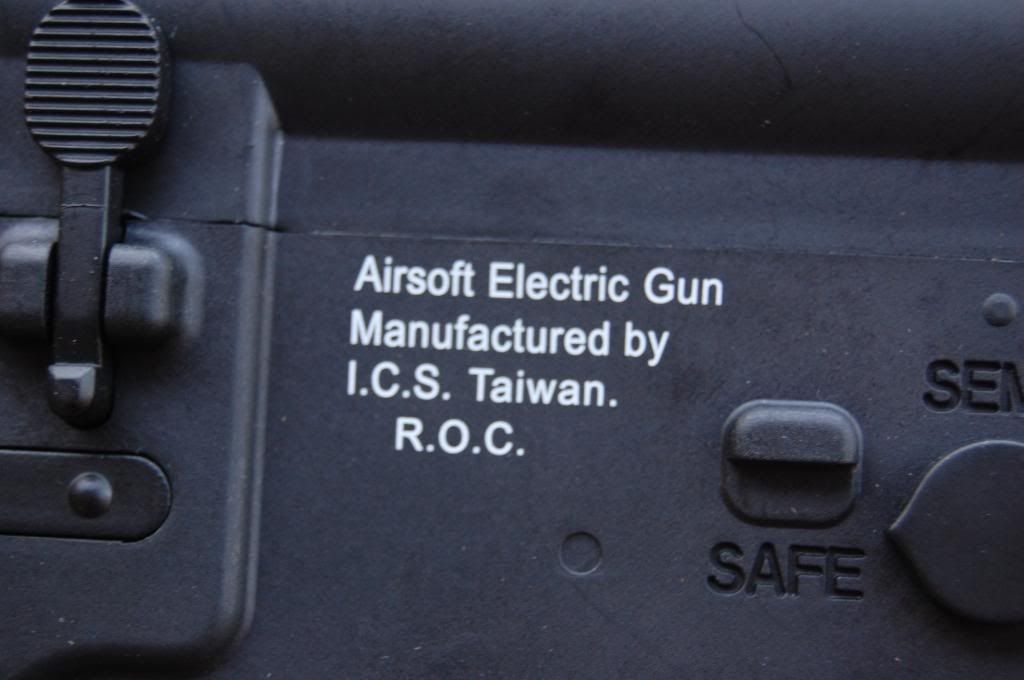 Airsoft Electric Gun
Manufactured by
I.C.S. Taiwan.
R.O.C.
SAFE